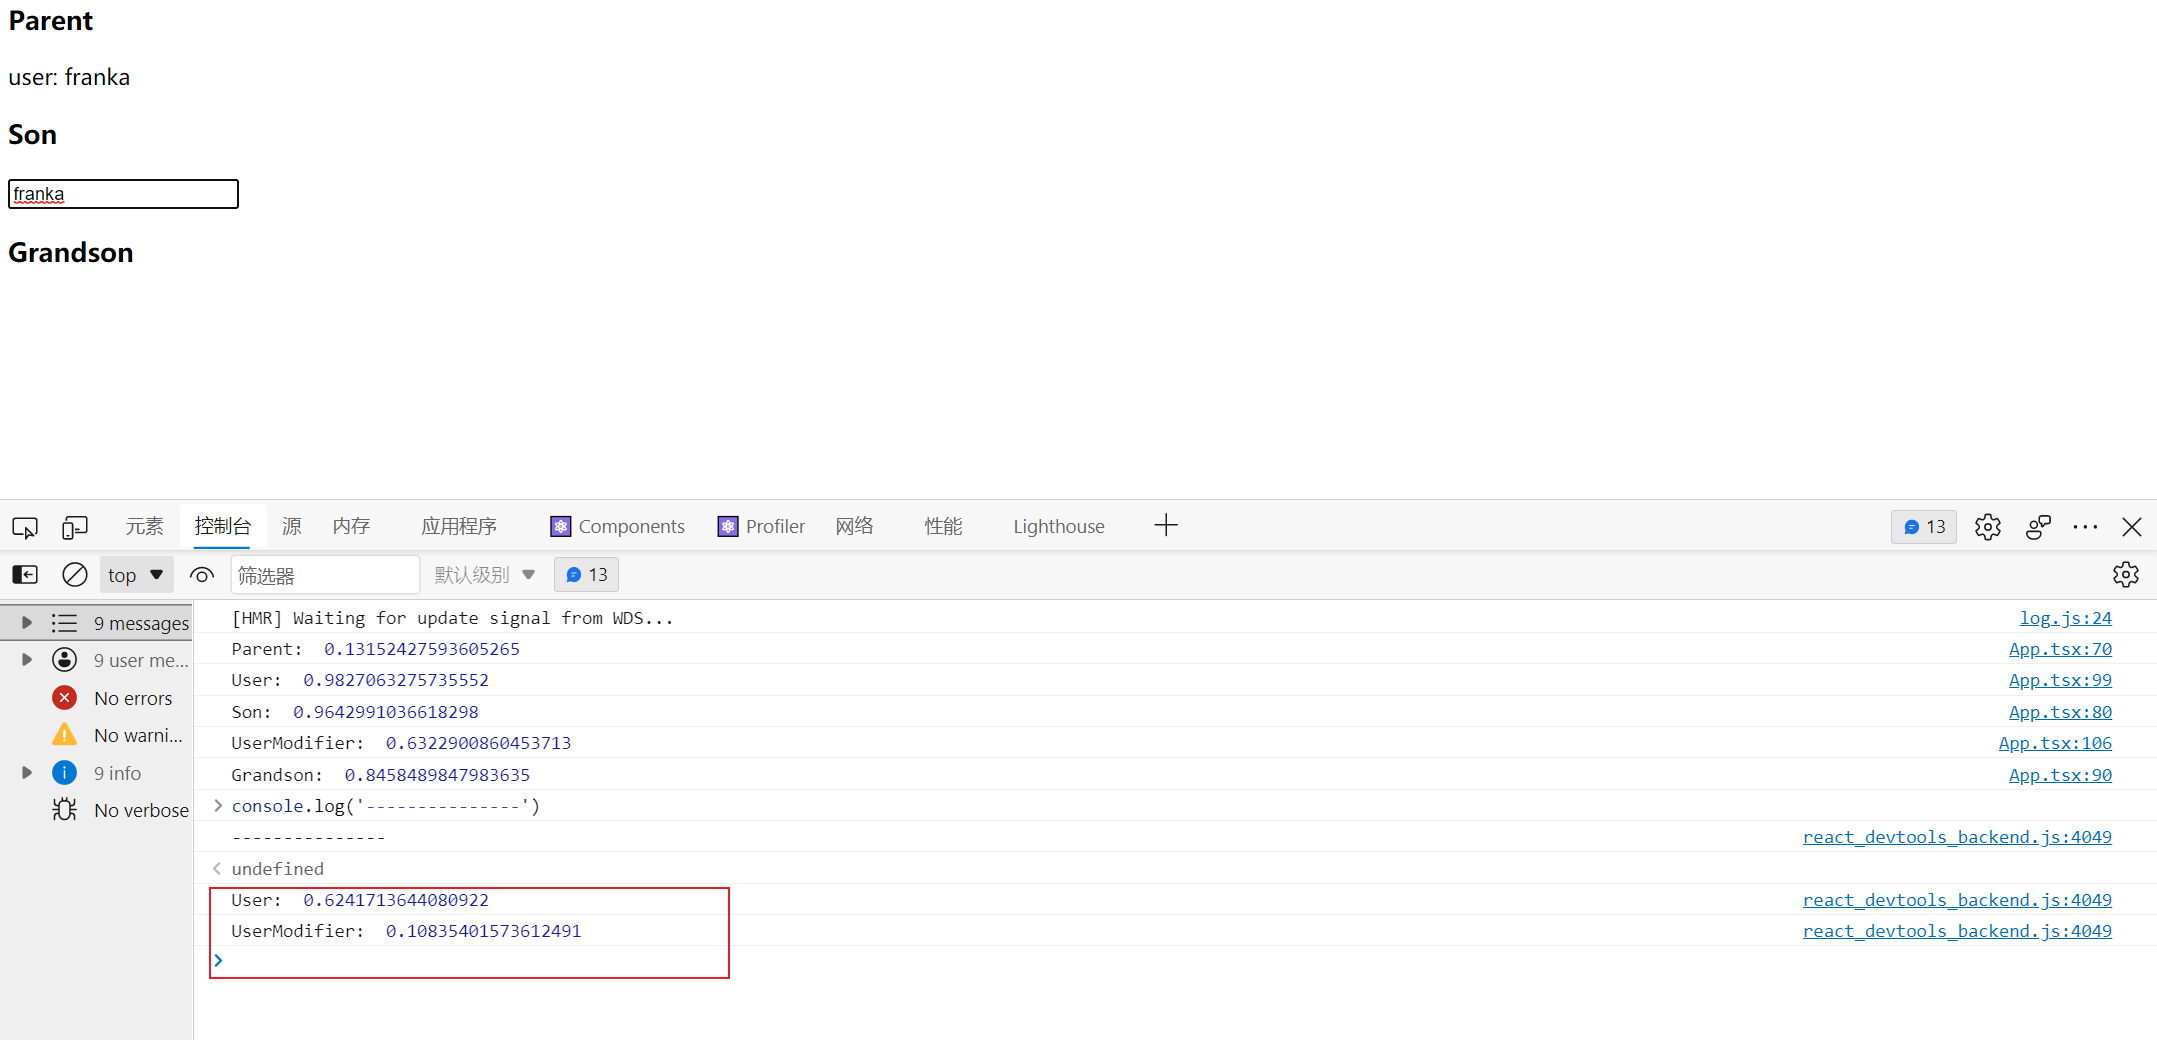 Parent
user: franka
Son
franka
Grandson
元素 控制台 源 内存 应用程序 Components Profiler 网络 性能 Lighthouse 13
top 筛选器 默认级别 13
9 messages
9 user me...
No errors
No warni...
9 info
No verbose
[HMR] Waiting for update signal from WDS... log.js:24
Parent: 0.13152427593605265 App.tsx:70
User: 0.9827063275735552 App.tsx:99
Son: 0.9642991036618298 App.tsx:80
UserModifier: 0.6322900860453713 App.tsx:106
Grandson: 0.8458489847983635 App.tsx:90
> console.log('---------------')
--------------- react_devtools_backend.js:4049
< undefined
User: 0.6241713644080922 react_devtools_backend.js:4049
UserModifier: 0.10835401573612491 react_devtools_backend.js:4049
>